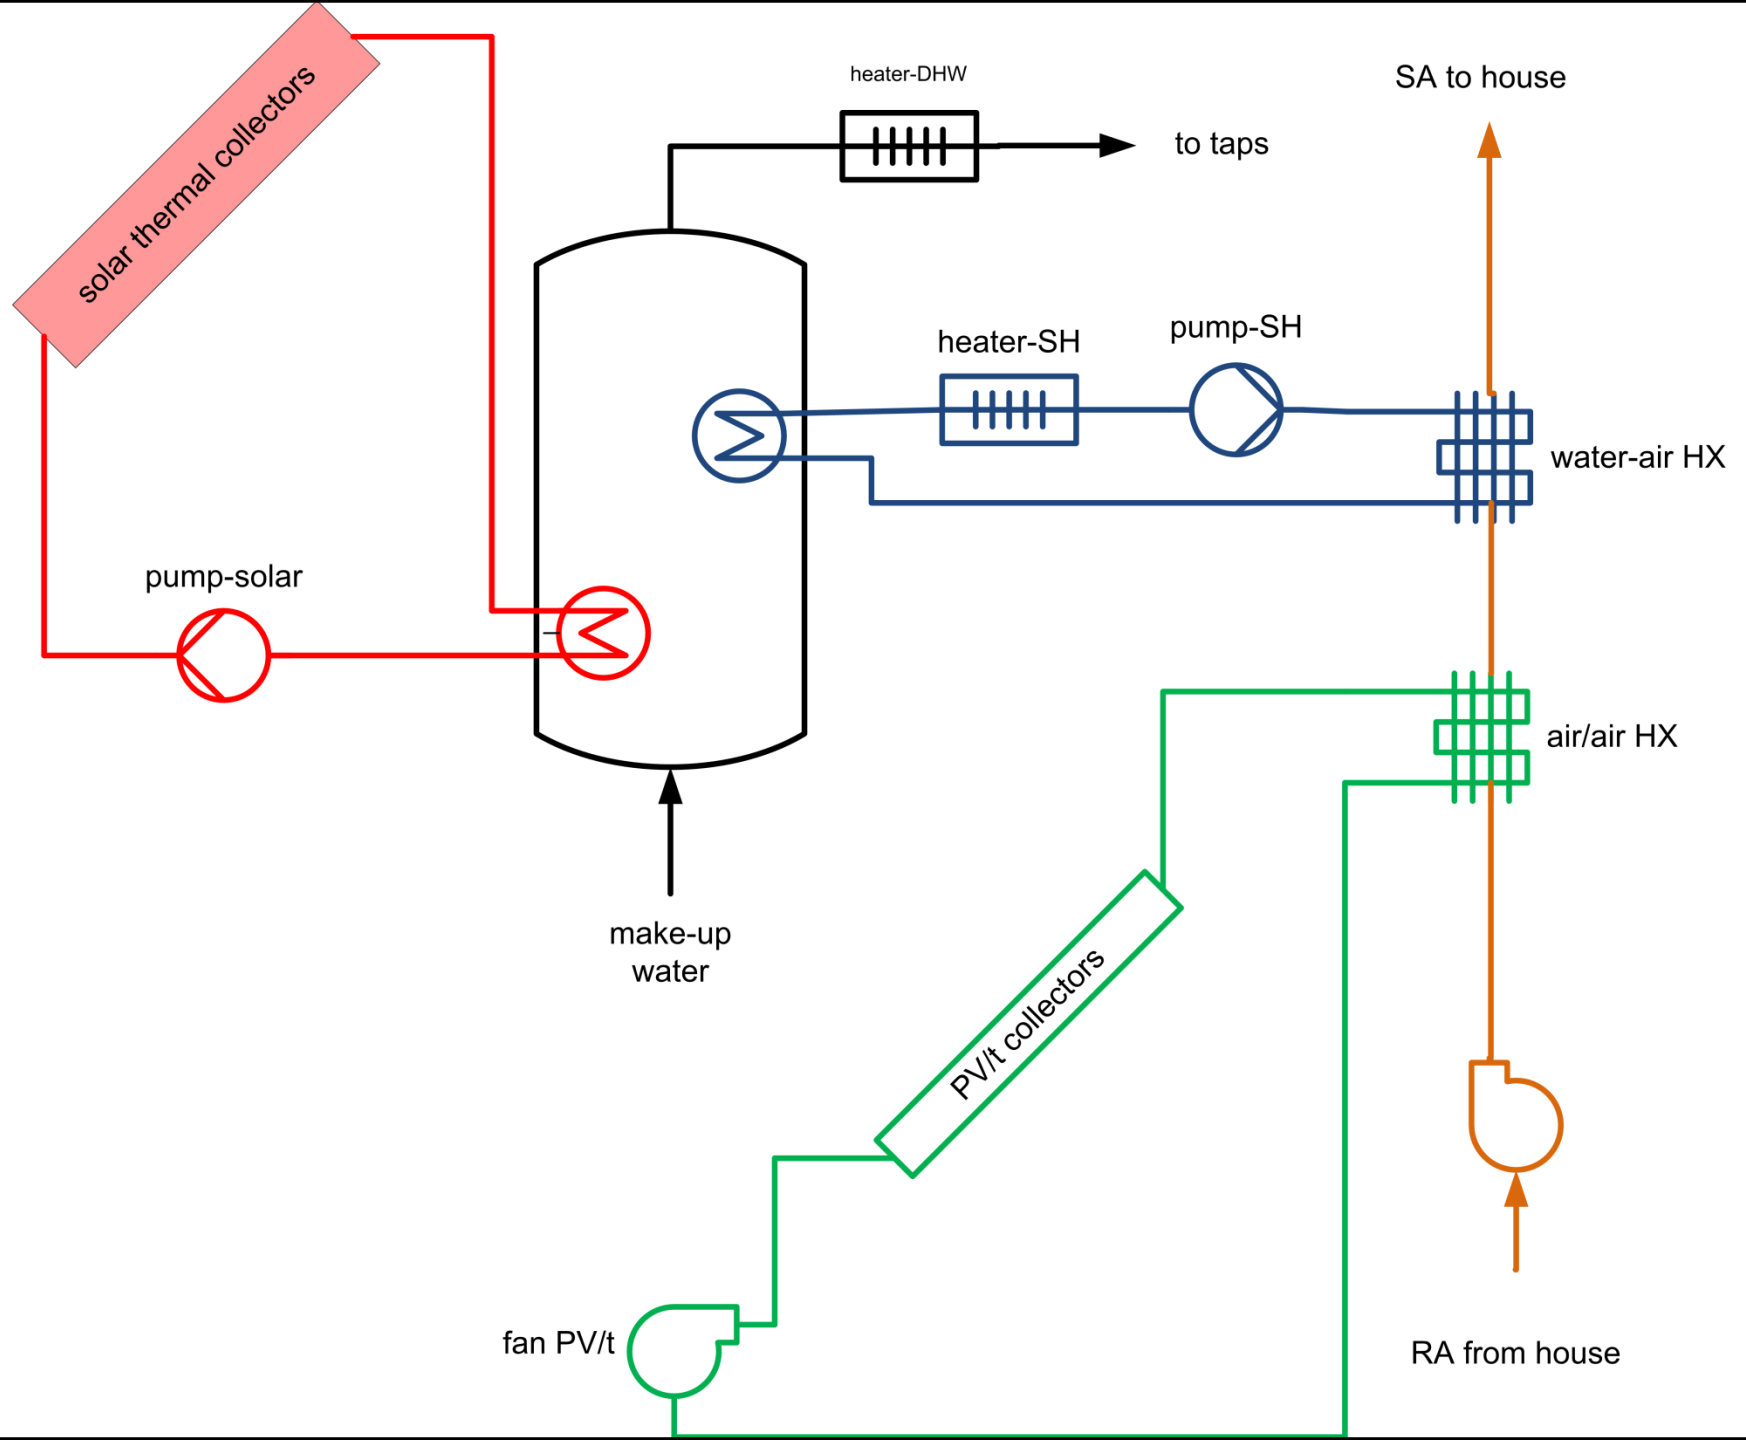 solar thermal collectors
heater-DHW
SA to house
to taps
heater-SH
pump-SH
water-air HX
pump-solar
air/air HX
make-up
water
PV/t collectors
fan PV/t
RA from house